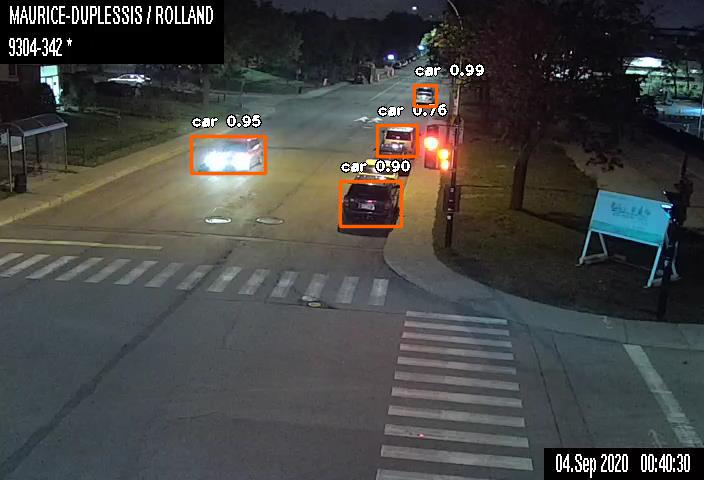 MAURICE-DUPLESSIS / ROLLAND
9304-342 *
car 0.99
car 0.76
car 0.95
car 0.90
04.Sep 2020 00:40:30